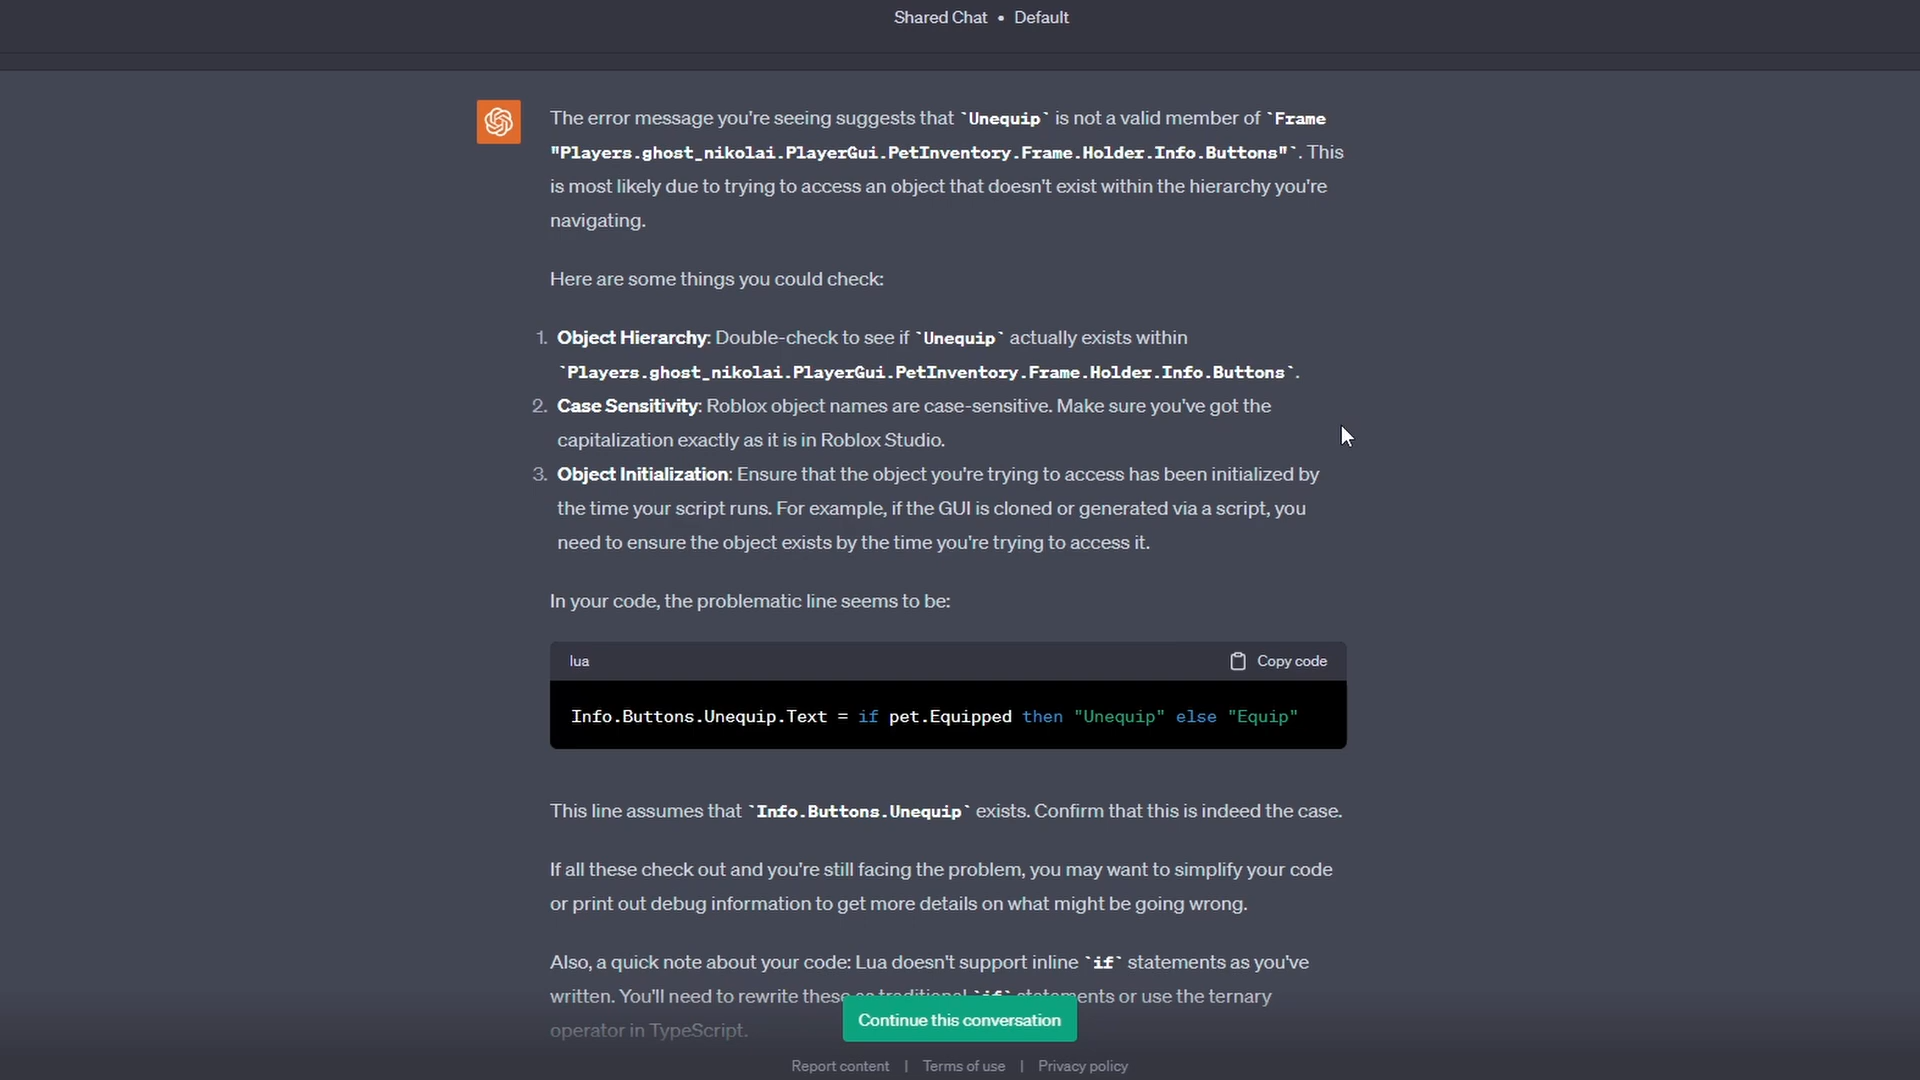 Shared Chat • Default
The error message you're seeing suggests that `Unequip` is not a valid member of `Frame
"Players.ghost_nikolai.PlayerGui.PetInventory.Frame.Holder.Info.Buttons"`. This
is most likely due to trying to access an object that doesn't exist within the hierarchy you're
navigating.
Here are some things you could check:
1. Object Hierarchy: Double-check to see if `Unequip` actually exists within
`Players.ghost_nikolai.PlayerGui.PetInventory.Frame.Holder.Info.Buttons`.
2. Case Sensitivity: Roblox object names are case-sensitive. Make sure you've got the
capitalization exactly as it is in Roblox Studio.
3. Object Initialization: Ensure that the object you're trying to access has been initialized by
the time your script runs. For example, if the GUI is cloned or generated via a script, you
need to ensure the object exists by the time you're trying to access it.
In your code, the problematic line seems to be:
lua Copy code
Info.Buttons.Unequip.Text = if pet.Equipped then "Unequip" else "Equip"
This line assumes that `Info.Buttons.Unequip` exists. Confirm that this is indeed the case.
If all these check out and you're still facing the problem, you may want to simplify your code
or print out debug information to get more details on what might be going wrong.
Also, a quick note about your code: Lua doesn't support inline `if` statements as you've
written. You'll need to rewrite these as traditional `if` statements or use the ternary
operator in TypeScript.
Continue this conversation
Report content | Terms of use | Privacy policy